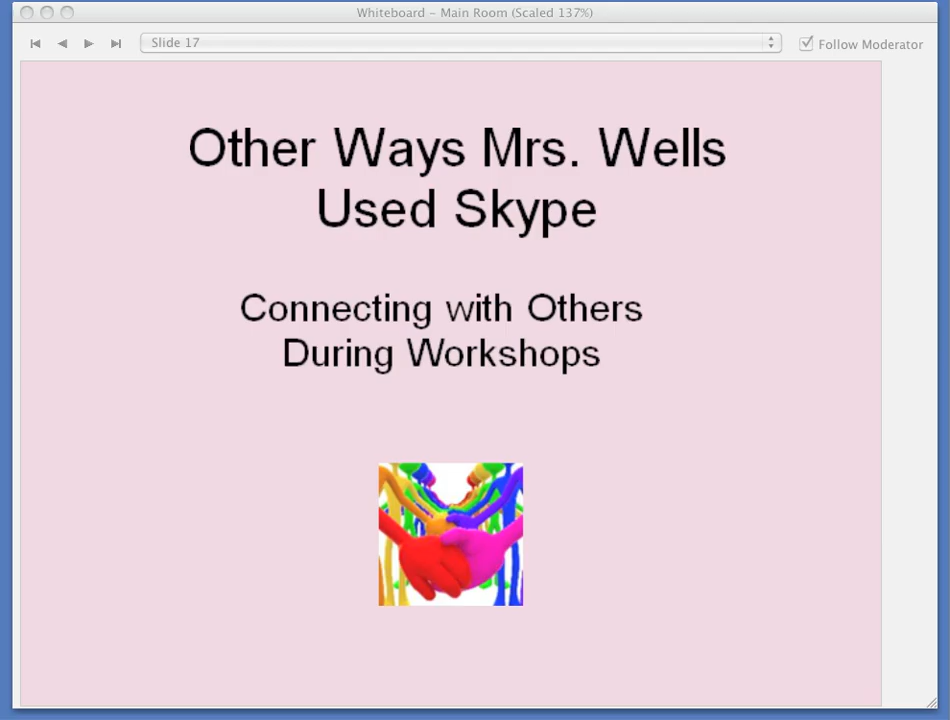 Whiteboard – Main Room (Scaled 137%)
Slide 17
Follow Moderator
Other Ways Mrs. Wells
Used Skype
Connecting with Others
During Workshops